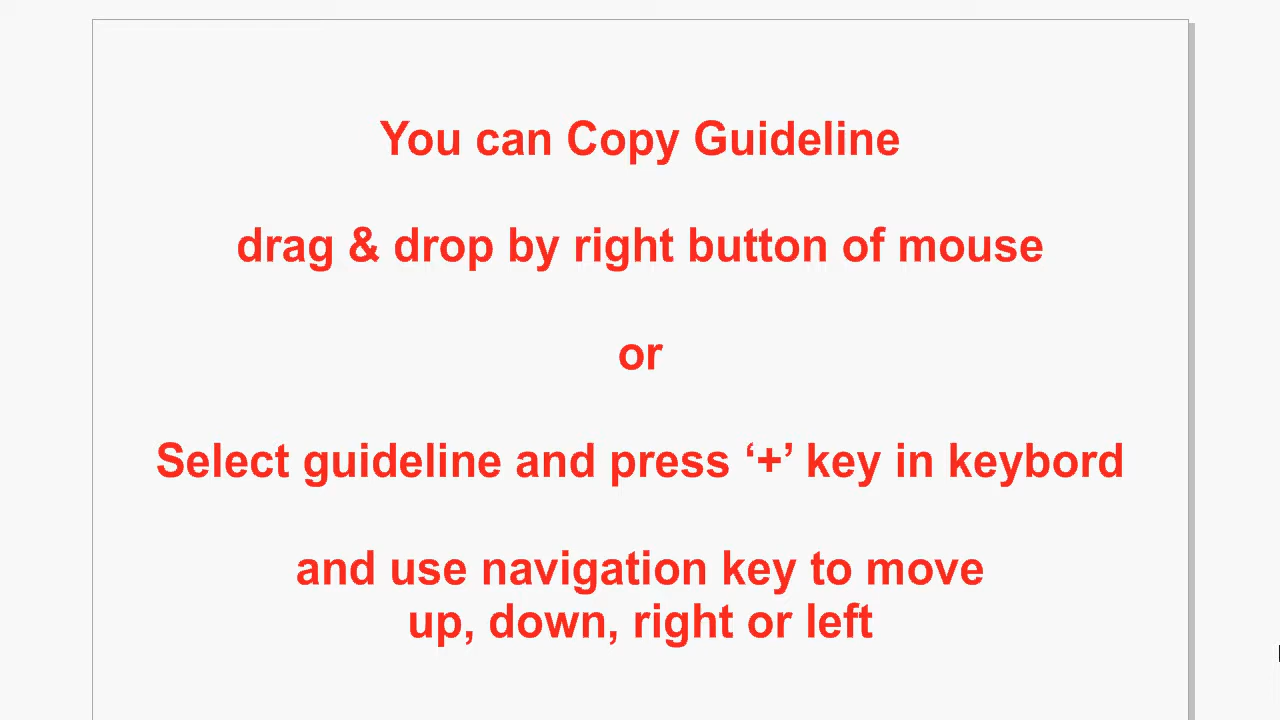 You can Copy Guideline
drag & drop by right button of mouse
or
Select guideline and press ‘+’ key in keybord
and use navigation key to move
up, down, right or left